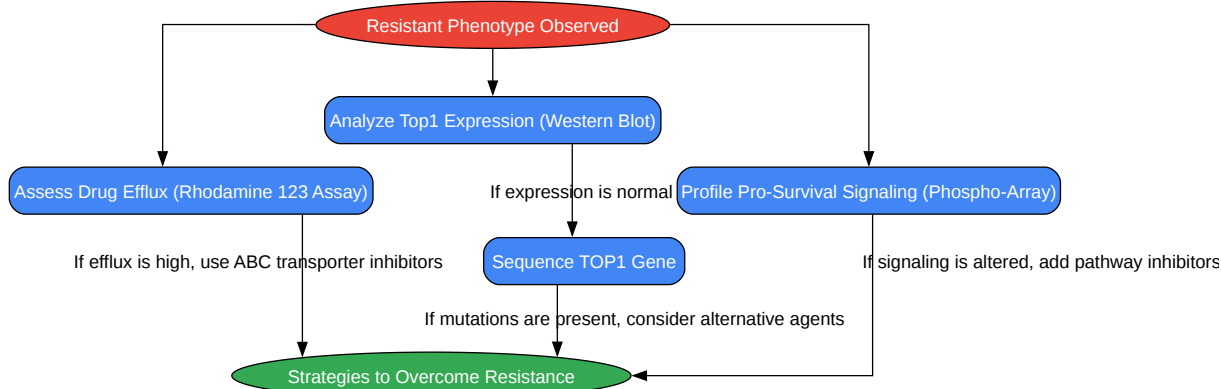 Resistant Phenotype Observed
Analyze Top1 Expression (Western Blot)
Assess Drug Efflux (Rhodamine 123 Assay)
If expression is normal
Profile Pro-Survival Signaling (Phospho-Array)
If efflux is high, use ABC transporter inhibitors
Sequence TOP1 Gene
If signaling is altered, add pathway inhibitors
If mutations are present, consider alternative agents
Strategies to Overcome Resistance